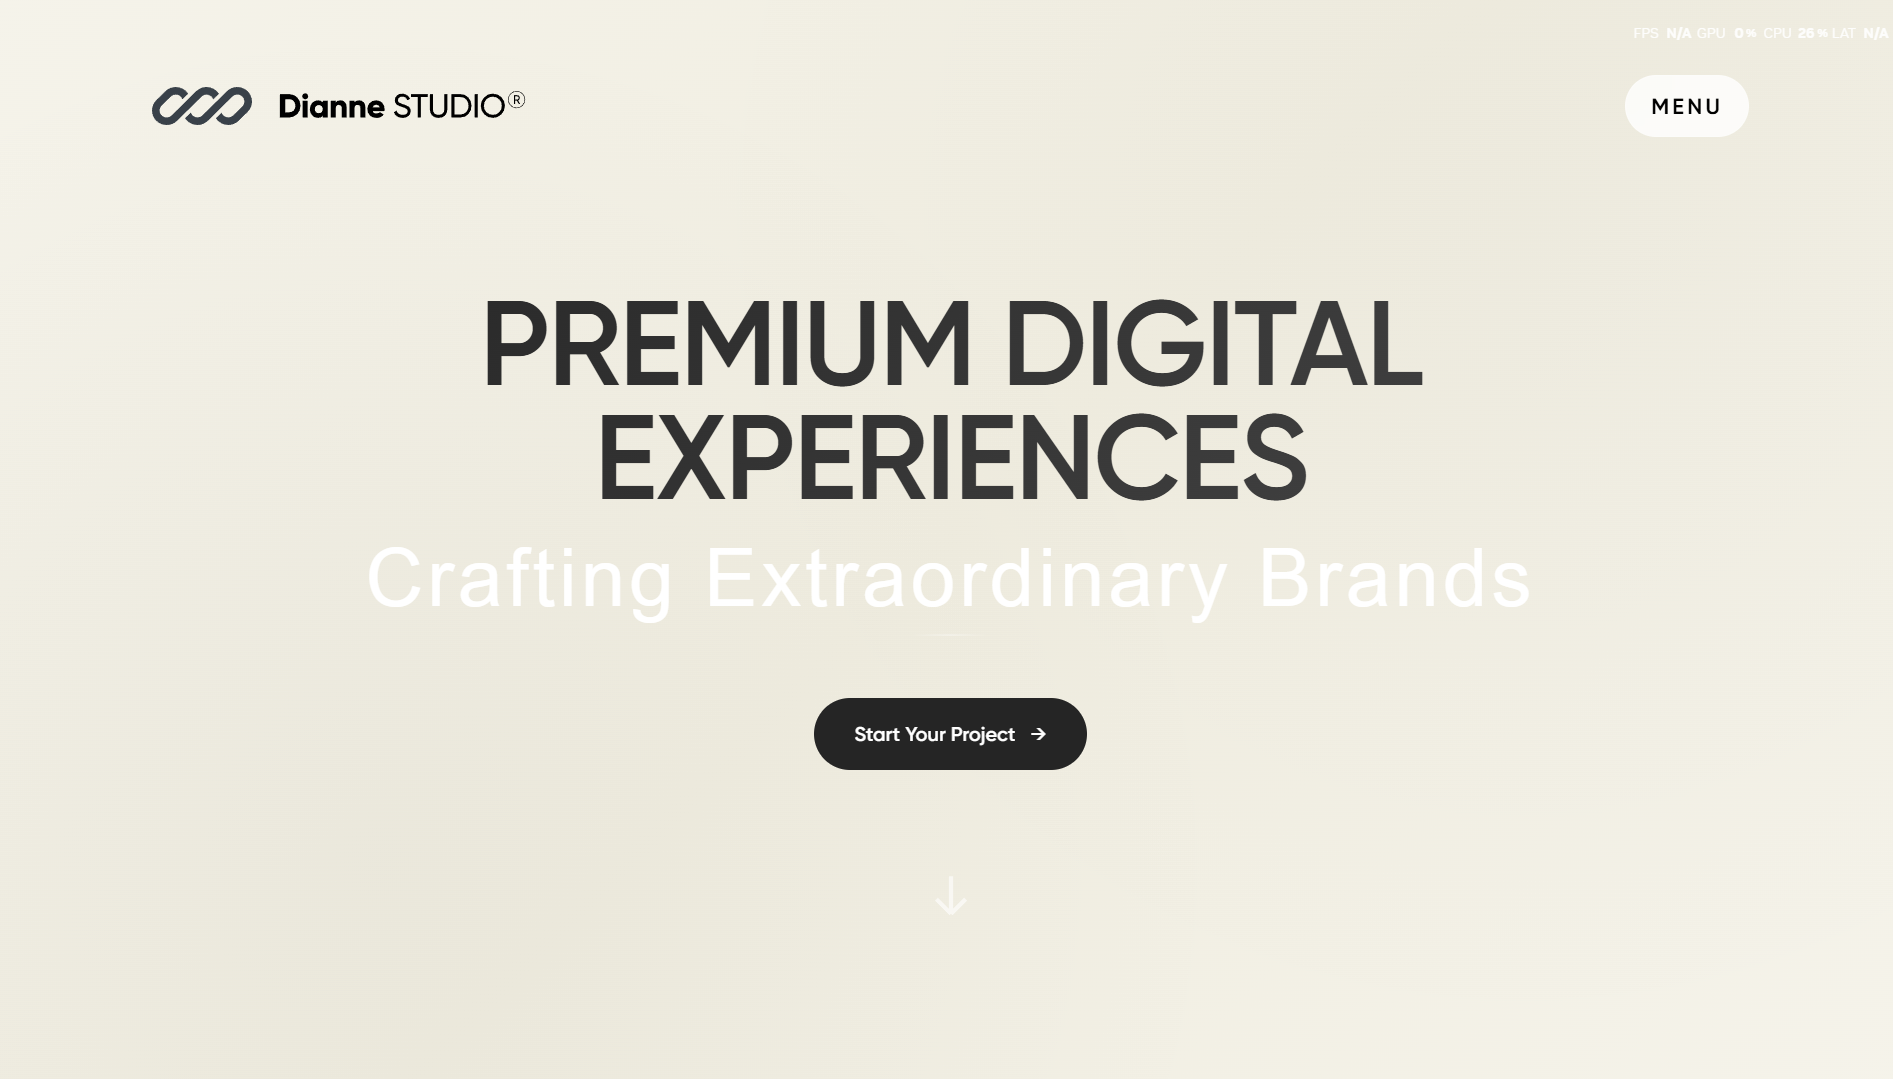 FPS N/A GPU 0% CPU 26% LAT N/A
Dianne STUDIO®
MENU
PREMIUM DIGITAL
EXPERIENCES
Crafting Extraordinary Brands
Start Your Project →